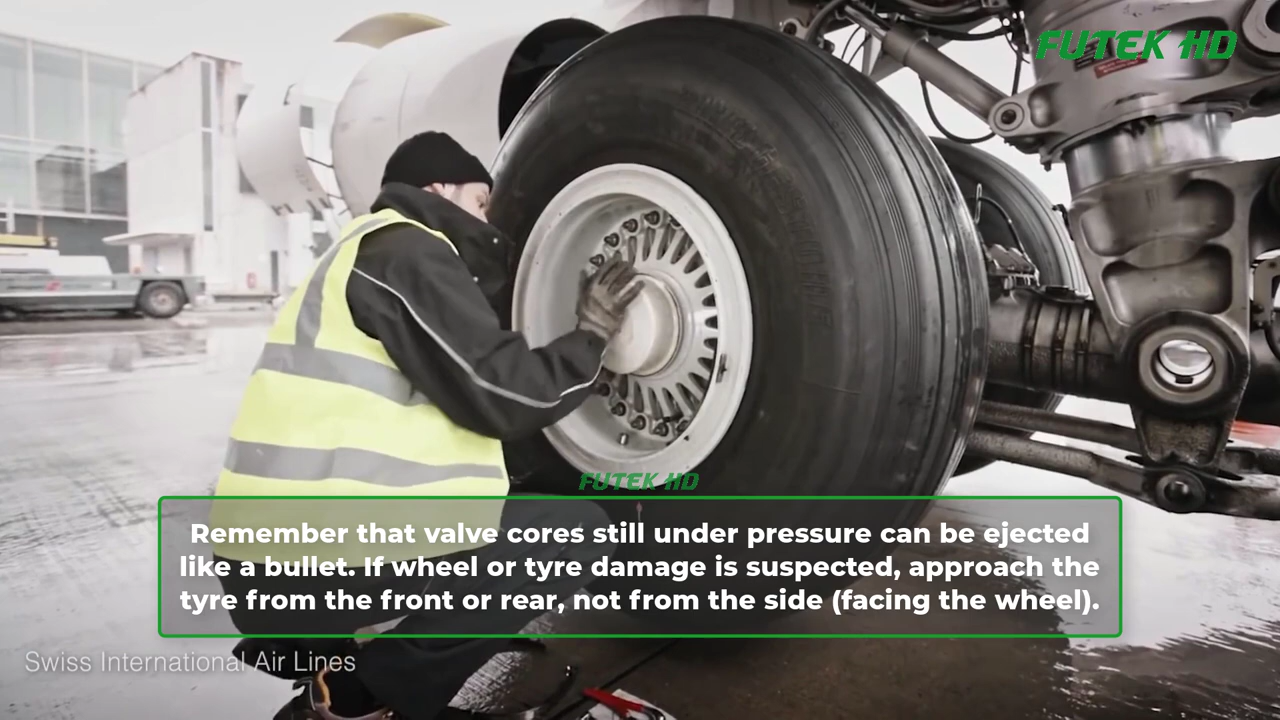 FUTEK HD
FUTEK HD
Remember that valve cores still under pressure can be ejected
like a bullet. If wheel or tyre damage is suspected, approach the
tyre from the front or rear, not from the side (facing the wheel).
Swiss International Air Lines